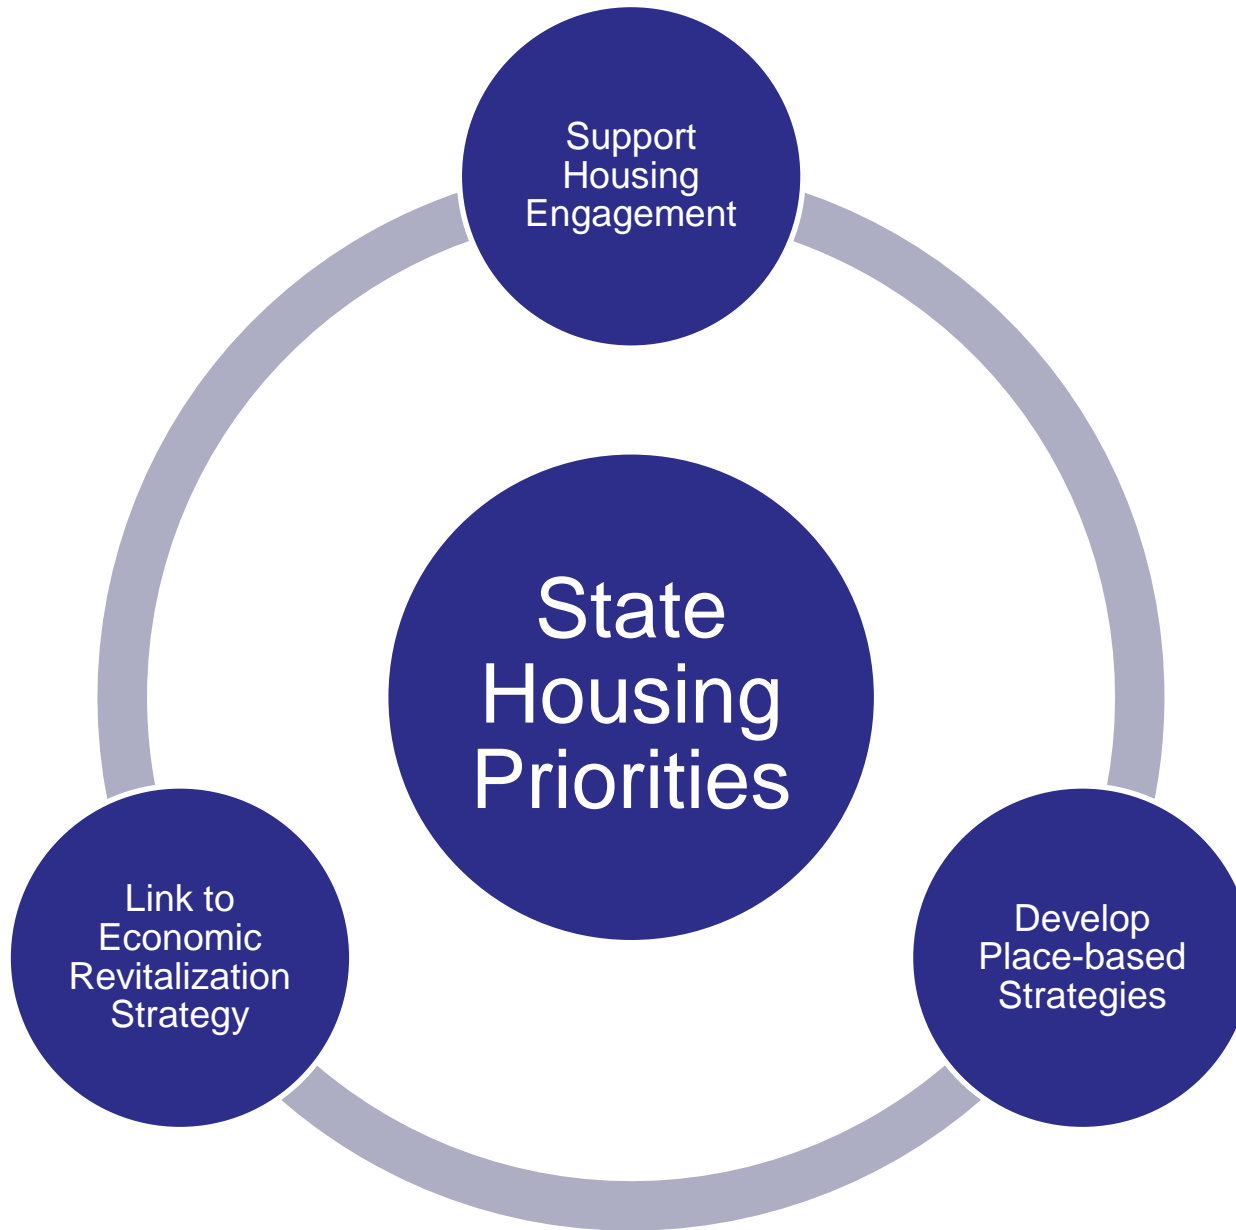 Support
Housing
Engagement
State
Housing
Priorities
Link to
Economic
Revitalization
Strategy
Develop
Place-based
Strategies